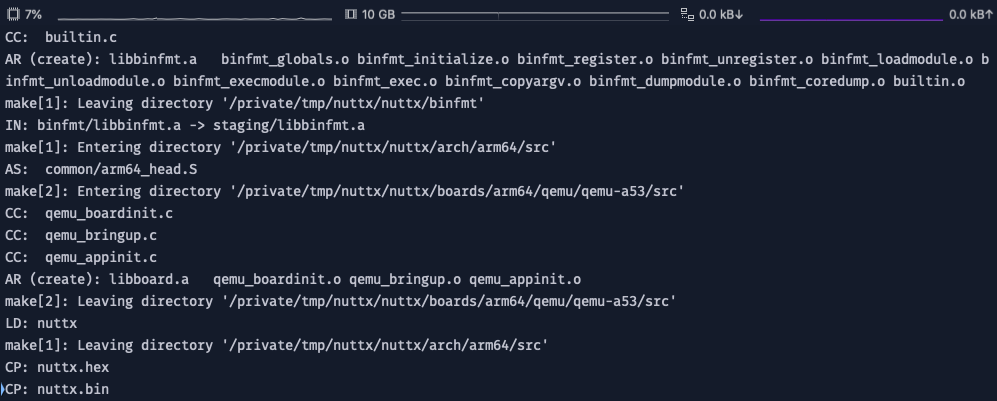 7% 10 GB 0.0 kB↓ 0.0 kB↑
CC:  builtin.c
AR (create): libbinfmt.a   binfmt_globals.o binfmt_initialize.o binfmt_register.o binfmt_unregister.o binfmt_loadmodule.o b
infmt_unloadmodule.o binfmt_execmodule.o binfmt_exec.o binfmt_copyargv.o binfmt_dumpmodule.o binfmt_coredump.o builtin.o
make[1]: Leaving directory '/private/tmp/nuttx/nuttx/binfmt'
IN: binfmt/libbinfmt.a -> staging/libbinfmt.a
make[1]: Entering directory '/private/tmp/nuttx/nuttx/arch/arm64/src'
AS:  common/arm64_head.S
make[2]: Entering directory '/private/tmp/nuttx/nuttx/boards/arm64/qemu/qemu-a53/src'
CC:  qemu_boardinit.c
CC:  qemu_bringup.c
CC:  qemu_appinit.c
AR (create): libboard.a   qemu_boardinit.o qemu_bringup.o qemu_appinit.o
make[2]: Leaving directory '/private/tmp/nuttx/nuttx/boards/arm64/qemu/qemu-a53/src'
LD: nuttx
make[1]: Leaving directory '/private/tmp/nuttx/nuttx/arch/arm64/src'
CP: nuttx.hex
CP: nuttx.bin